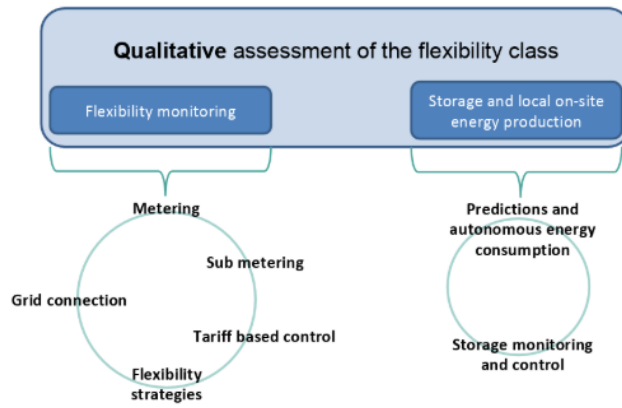 Qualitative assessment of the flexibility class
Flexibility monitoring
Storage and local on-site
energy production
Metering
Sub metering
Grid connection
Tariff based control
Flexibility
strategies
Predictions and
autonomous energy
consumption
Storage monitoring
and control